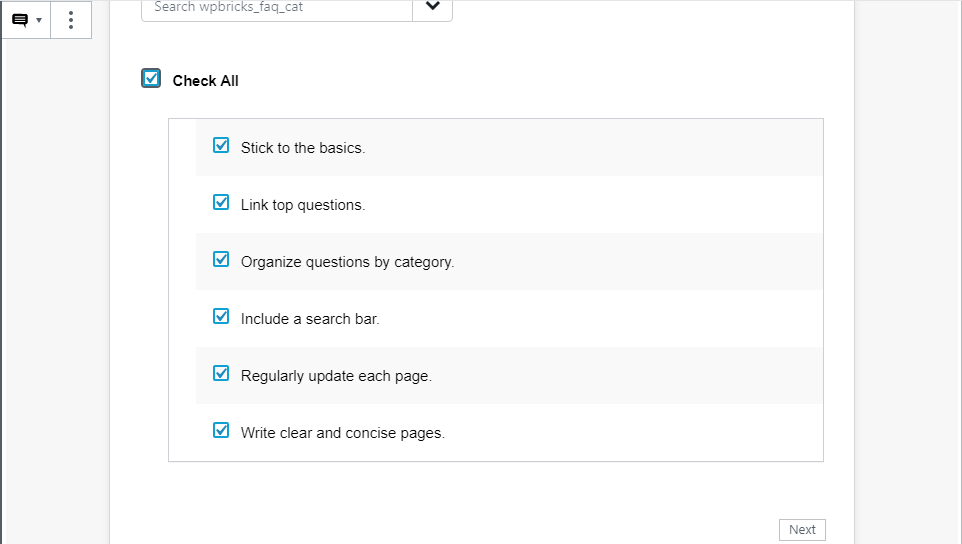 Search wpbricks_faq_cat
Check All
Stick to the basics.
Link top questions.
Organize questions by category.
Include a search bar.
Regularly update each page.
Write clear and concise pages.
Next